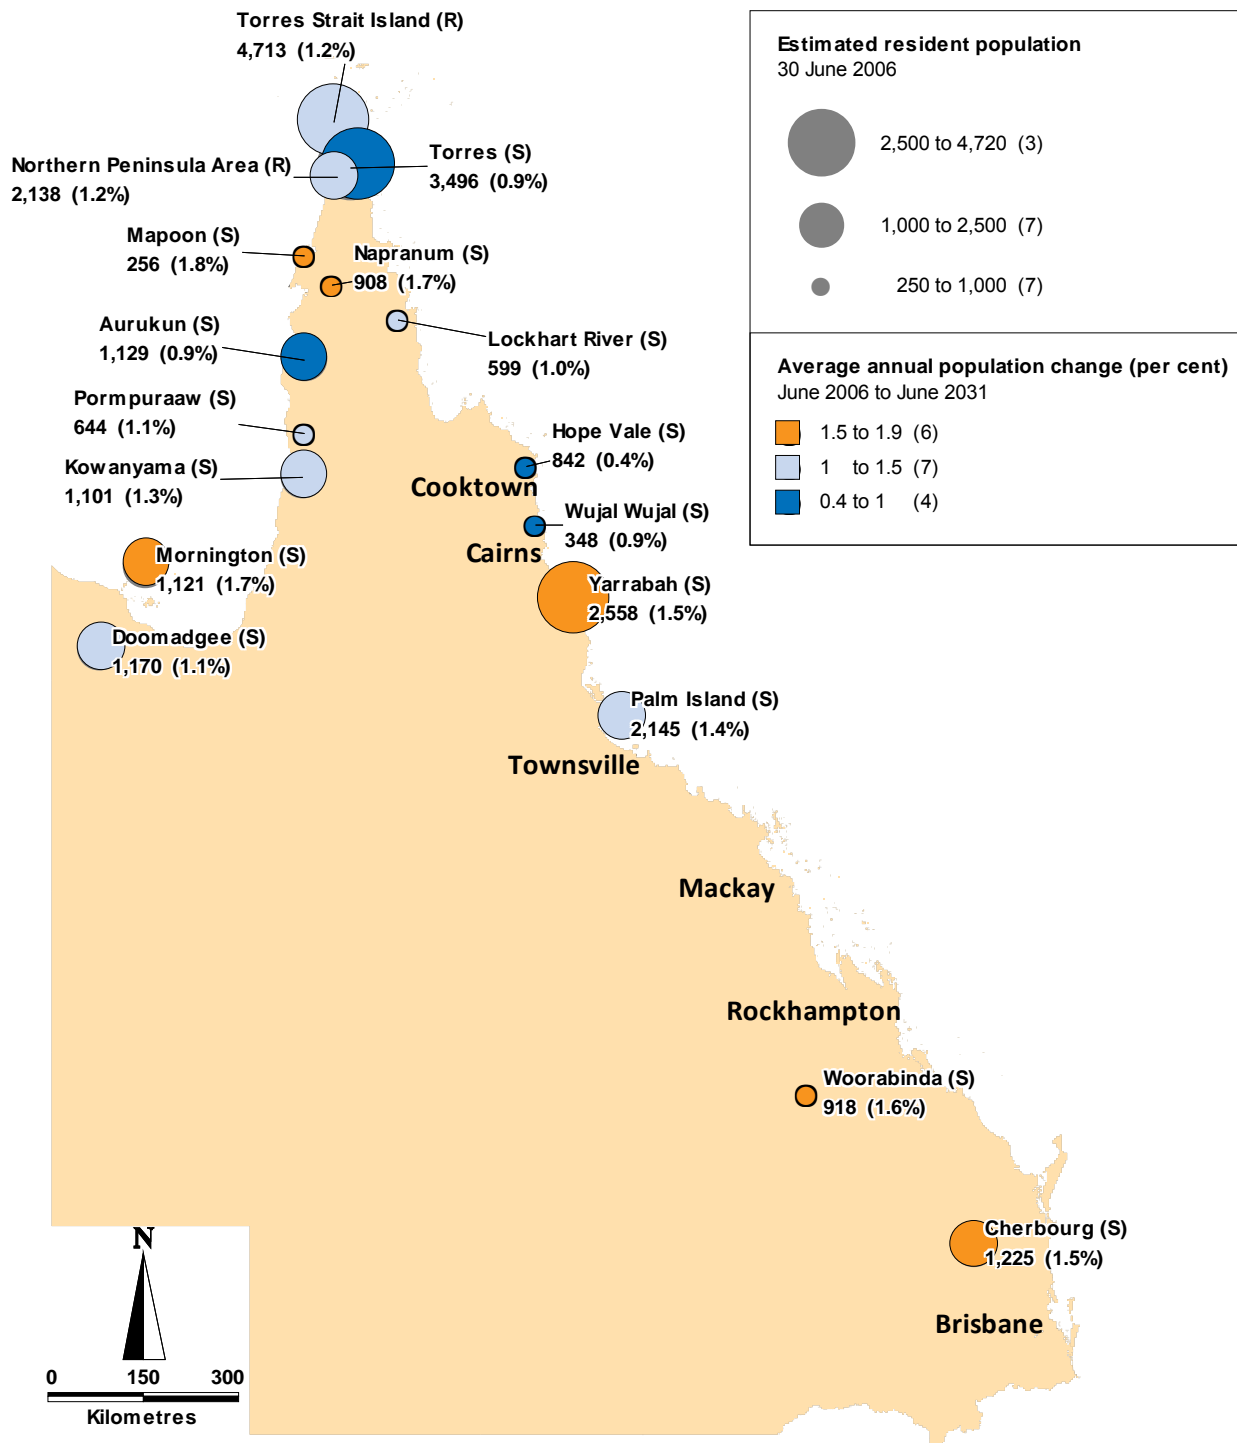 Torres Strait Island (R)
4,713 (1.2%)
Northern Peninsula Area (R)
2,138 (1.2%)
Torres (S)
3,496 (0.9%)
Mapoon (S)
256 (1.8%)
Napranum (S)
908 (1.7%)
Aurukun (S)
1,129 (0.9%)
Lockhart River (S)
599 (1.0%)
Pormpuraaw (S)
644 (1.1%)
Kowanyama (S)
1,101 (1.3%)
Hope Vale (S)
842 (0.4%)
Cooktown
Wujal Wujal (S)
348 (0.9%)
Cairns
Mornington (S)
1,121 (1.7%)
Yarrabah (S)
2,558 (1.5%)
Doomadgee (S)
1,170 (1.1%)
Palm Island (S)
2,145 (1.4%)
Townsville
Mackay
Rockhampton
Woorabinda (S)
918 (1.6%)
Cherbourg (S)
1,225 (1.5%)
Brisbane
N
0 150 300
Kilometres
Estimated resident population
30 June 2006
2,500 to 4,720 (3)
1,000 to 2,500 (7)
250 to 1,000 (7)
Average annual population change (per cent)
June 2006 to June 2031
1.5 to 1.9 (6)
1 to 1.5 (7)
0.4 to 1 (4)